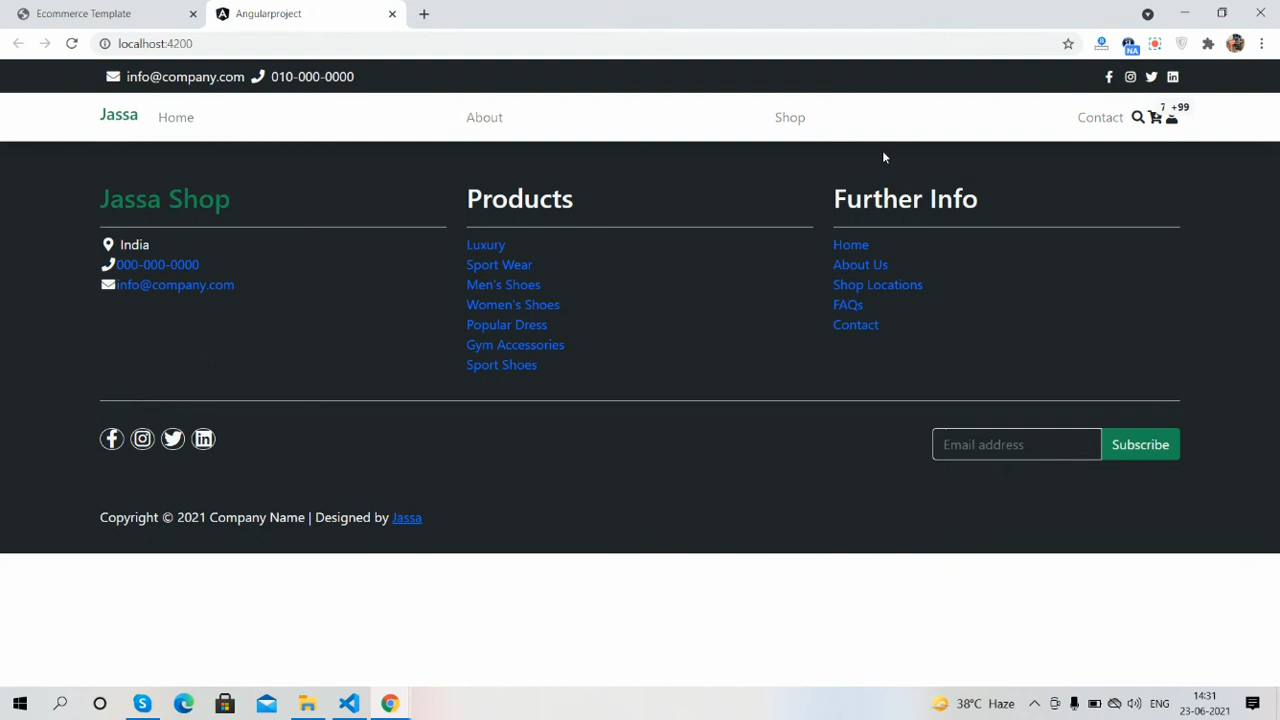 Ecommerce Template
Angularproject
localhost:4200
NA
info@company.com 010-000-0000
Jassa Home About Shop Contact 7 +99
Jassa Shop
India
000-000-0000
info@company.com
Products
Luxury
Sport Wear
Men's Shoes
Women's Shoes
Popular Dress
Gym Accessories
Sport Shoes
Further Info
Home
About Us
Shop Locations
FAQs
Contact
Email address Subscribe
Copyright © 2021 Company Name | Designed by Jassa
38°C Haze ENG
14:31
23-06-2021